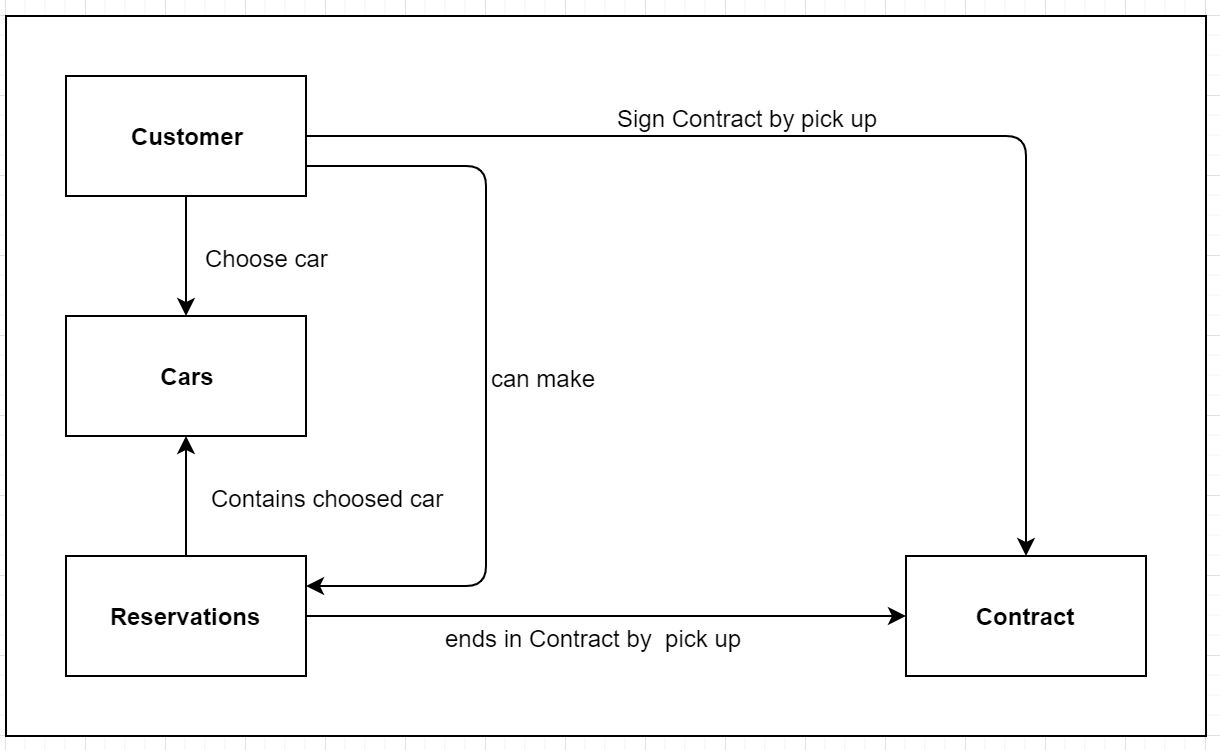 Sign Contract by pick up
Customer
Choose car
Cars
can make
Contains choosed car
Reservations
Contract
ends in Contract by  pick up